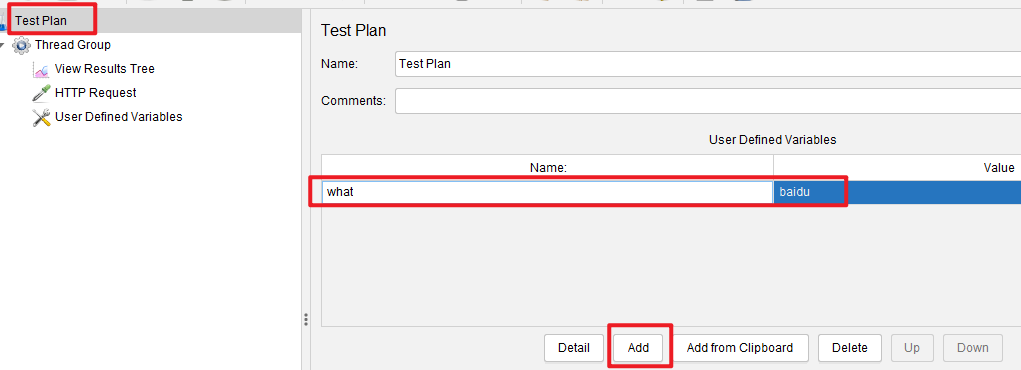 Test Plan
Thread Group
View Results Tree
HTTP Request
User Defined Variables
Test Plan
Name: Test Plan
Comments:
User Defined Variables
Name: Value
what baidu
Detail Add Add from Clipboard Delete Up Down